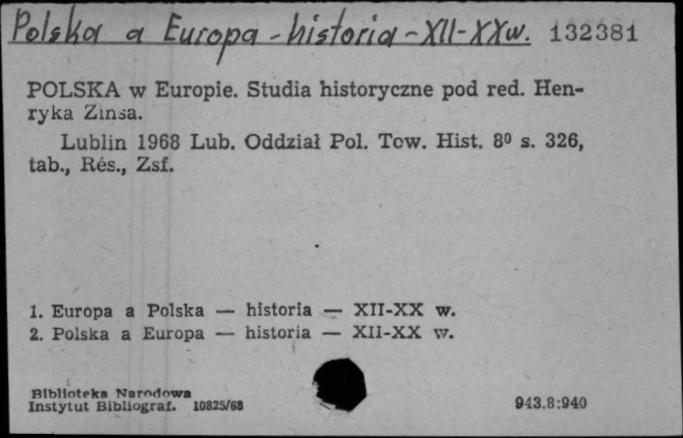 Polska a Europa - historia - XII-XX w. 132381
POLSKA w Europie. Studia historyczne pod red. Hen-
ryka Zinsa.
Lublin 1968 Lub. Oddział Pol. Tow. Hist. 8⁰ s. 326,
tab., Rés., Zsf.
1. Europa a Polska — historia — XII-XX w.
2. Polska a Europa — historia — XII-XX w.
Biblioteka Narodowa
Instytut Bibliograf. 10825/68
943.8:940